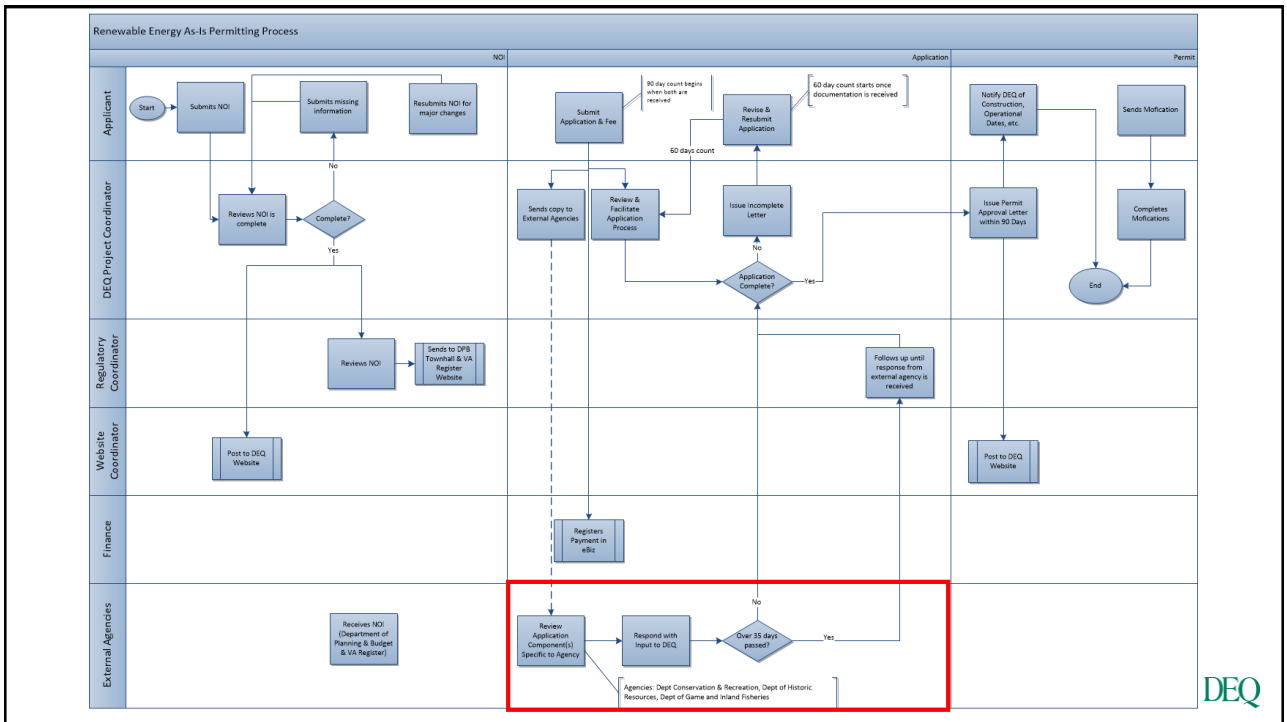 Renewable Energy As-Is Permitting Process
NOI
Application
Permit
Applicant
Start
Submits NOI
Submits missing
information
Resubmits NOI for
major changes
Submit
Application & Fee
90 day count begins
when both are
received
Revise &
Resubmit
Application
60 day count starts once
documentation is received
60 days count
Notify DEQ of
Construction,
Operational
Dates, etc.
Sends Mofication
DEQ Project Coordinator
Reviews NOI is
complete
No
Complete?
Yes
Sends copy to
External Agencies
Review &
Facilitate
Application
Process
Issue Incomplete
Letter
No
Application
Complete?
Yes
Issue Permit
Approval Letter
within 90 Days
Completes
Mofications
End
Regulatory
Coordinator
Reviews NOI
Sends to DPB
Townhall & VA
Register
Website
Follows up until
response from
external agency is
received
Website
Coordinator
Post to DEQ
Website
Post to DEQ
Website
Finance
Registers
Payment in
eBiz
External Agencies
Receives NOI
(Department of
Planning & Budget
& VA Register)
Review
Application
Component(s)
Specific to Agency
Respond with
Input to DEQ
No
Over 35 days
passed?
Yes
Agencies: Dept Conservation & Recreation, Dept of Historic
Resources, Dept of Game and Inland Fisheries
DEQ